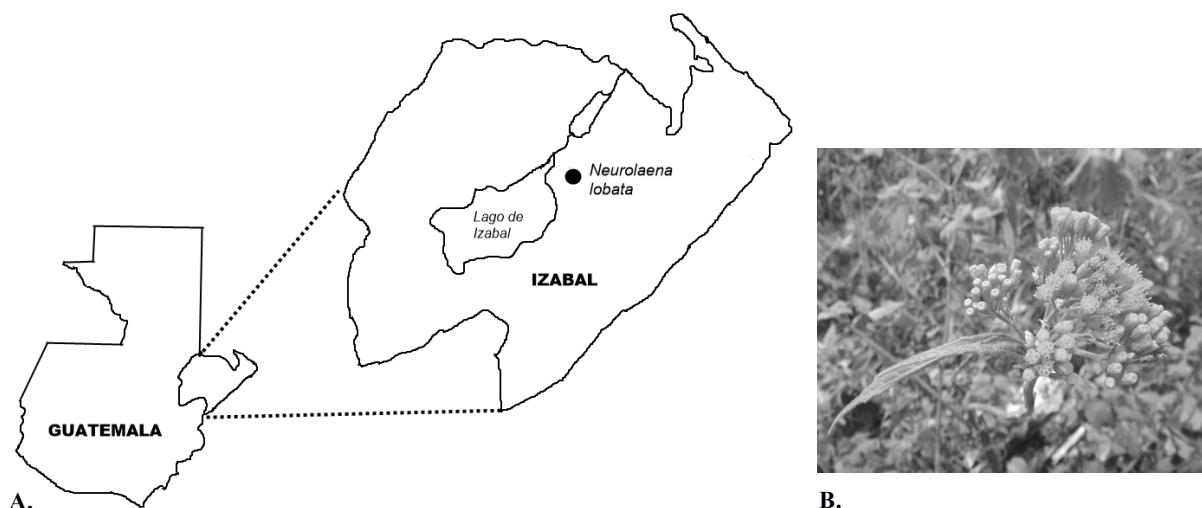 Neurolaena
lobata
Lago de
Izabal
IZABAL
GUATEMALA
A.
B.